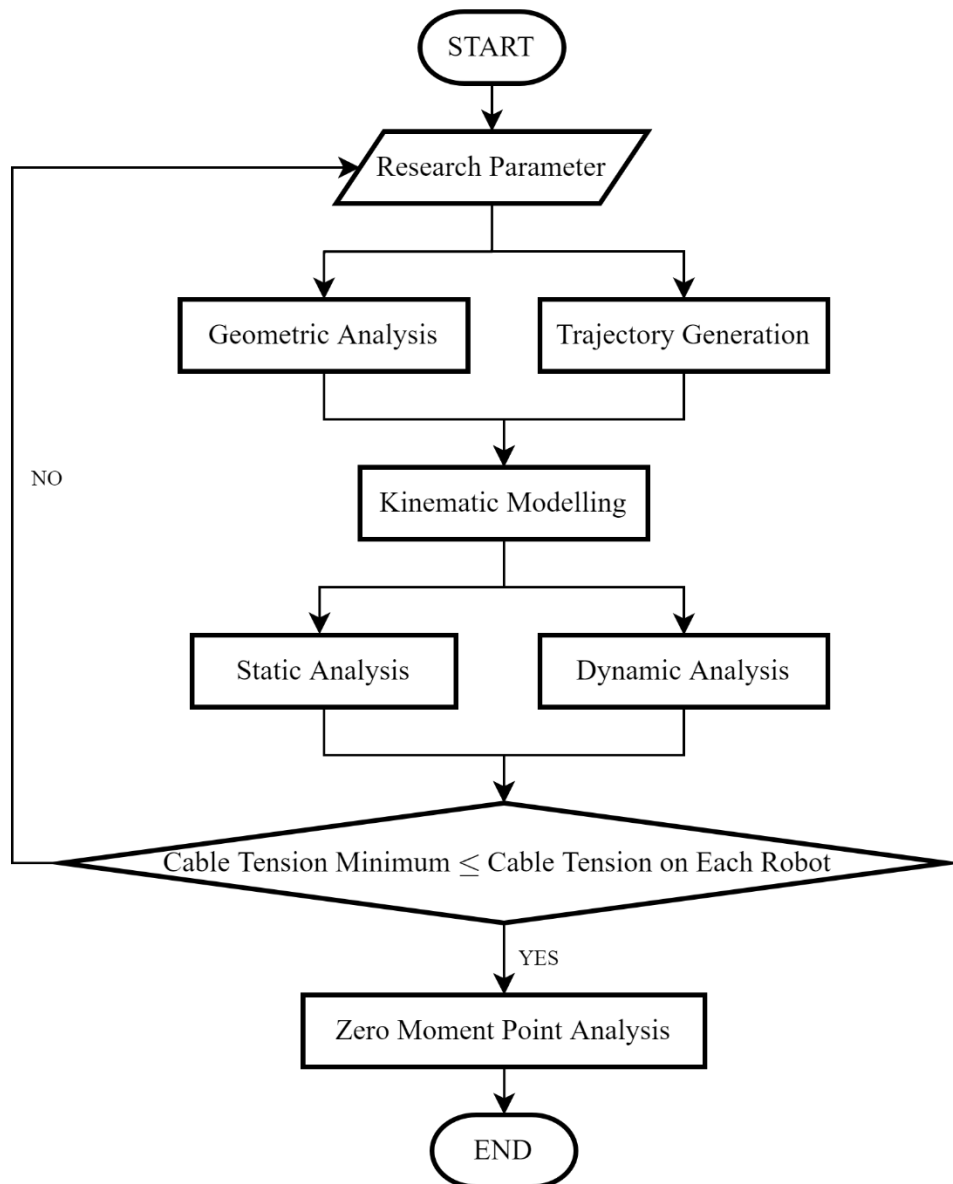 START
Research Parameter
Geometric Analysis
Trajectory Generation
NO
Kinematic Modelling
Static Analysis
Dynamic Analysis
Cable Tension Minimum ≤ Cable Tension on Each Robot
YES
Zero Moment Point Analysis
END